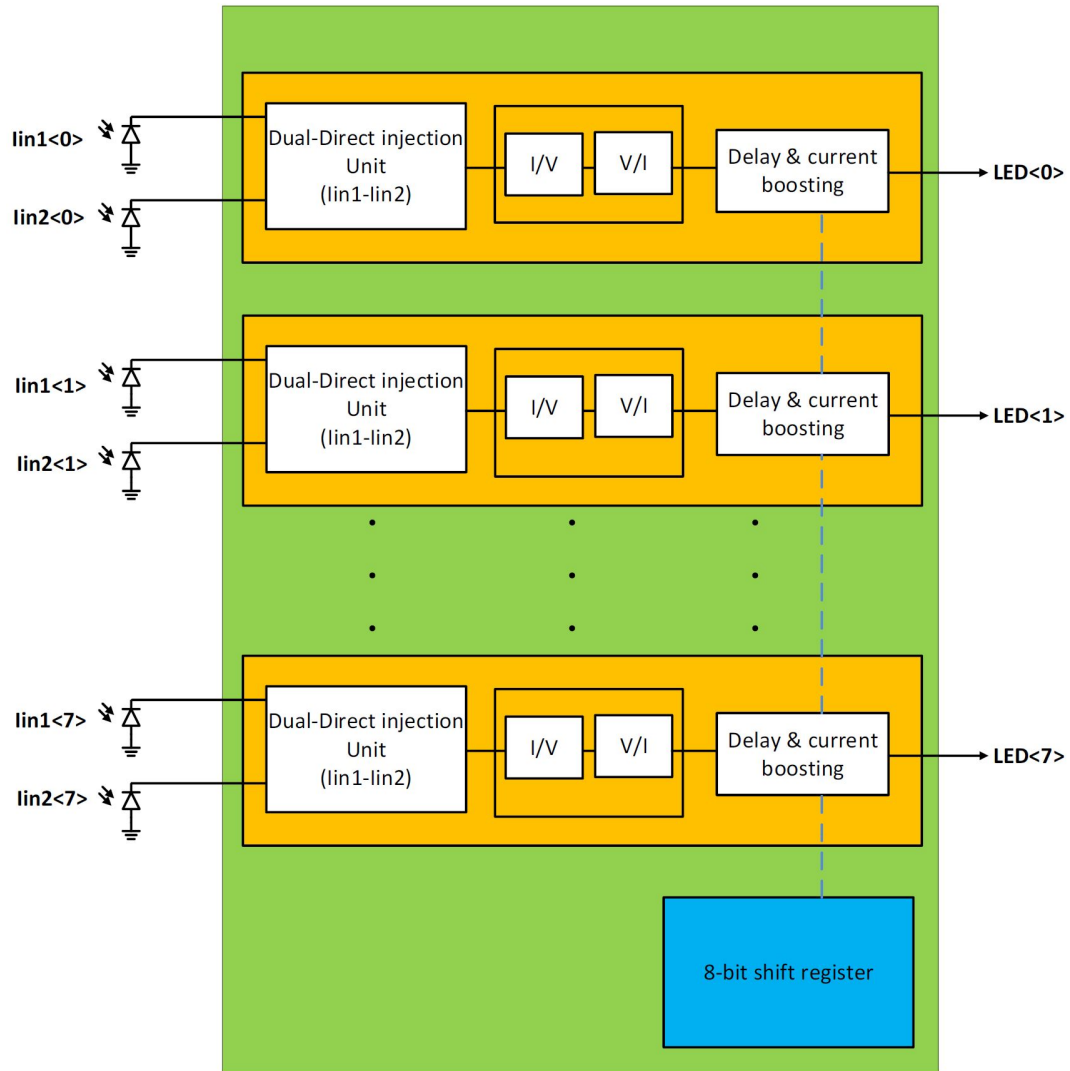 Iin1<0>
Iin2<0>
Dual-Direct injection
Unit
(Iin1-Iin2)
I/V
V/I
Delay & current
boosting
LED<0>
Iin1<1>
Iin2<1>
Dual-Direct injection
Unit
(Iin1-Iin2)
I/V
V/I
Delay & current
boosting
LED<1>
Iin1<7>
Iin2<7>
Dual-Direct injection
Unit
(Iin1-Iin2)
I/V
V/I
Delay & current
boosting
LED<7>
8-bit shift register